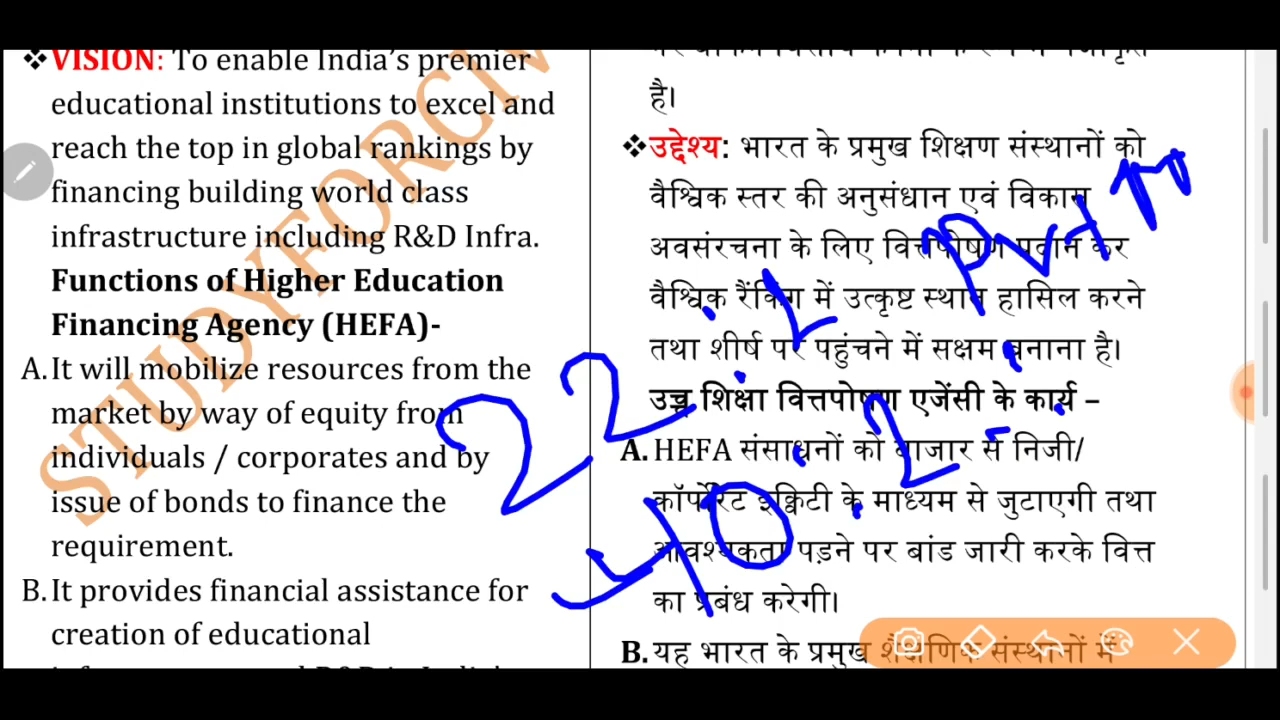 ❖VISION: To enable India’s premier
educational institutions to excel and
reach the top in global rankings by
financing building world class
infrastructure including R&D Infra.
Functions of Higher Education
Financing Agency (HEFA)-
A. It will mobilize resources from the
market by way of equity from
individuals / corporates and by
issue of bonds to finance the
requirement.
B. It provides financial assistance for
creation of educational
है।
❖उद्देश्य: भारत के प्रमुख शिक्षण संस्थानों को
वैश्विक स्तर की अनुसंधान एवं विकास
अवसंरचना के लिए वित्तपोषण प्रदान कर
वैश्विक रैंकिंग में उत्कृष्ट स्थान हासिल करने
तथा शीर्ष पर पहुंचने में सक्षम बनाना है।
उच्च शिक्षा वित्तपोषण एजेंसी के कार्य –
A. HEFA संसाधनों को बाजार से निजी/
कॉर्पोरेट इक्विटी के माध्यम से जुटाएगी तथा
आवश्यकता पड़ने पर बांड जारी करके वित्त
का प्रबंध करेगी।
B. यह भारत के प्रमुख शैक्षणिक संस्थानों में
STUDYFORCIV
22
40
2